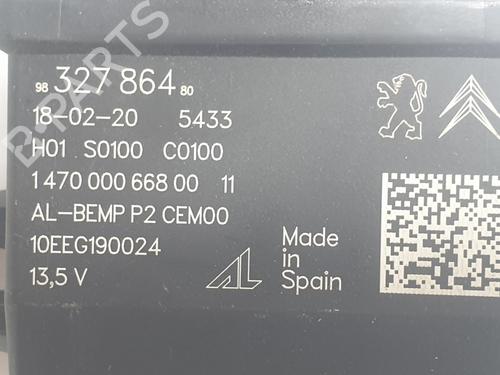 B-PARTS
98 327 864 80
18-02-20 5433
H01 S0100 C0100
1 470 000 668 00 11
AL-BEMP P2 CEM00
10EEG190024
13,5 V
AL
Made
in
Spain